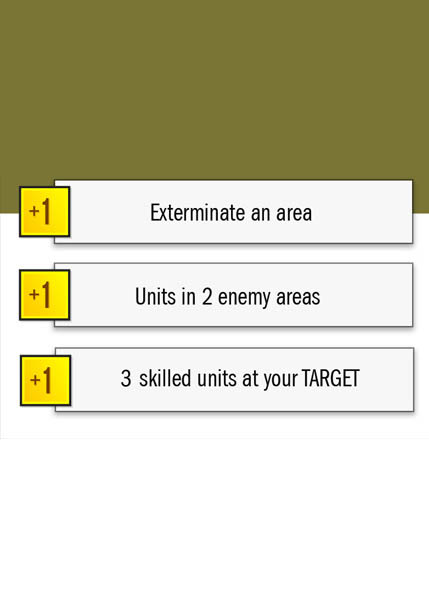 +1 Exterminate an area
+1 Units in 2 enemy areas
+1 3 skilled units at your TARGET